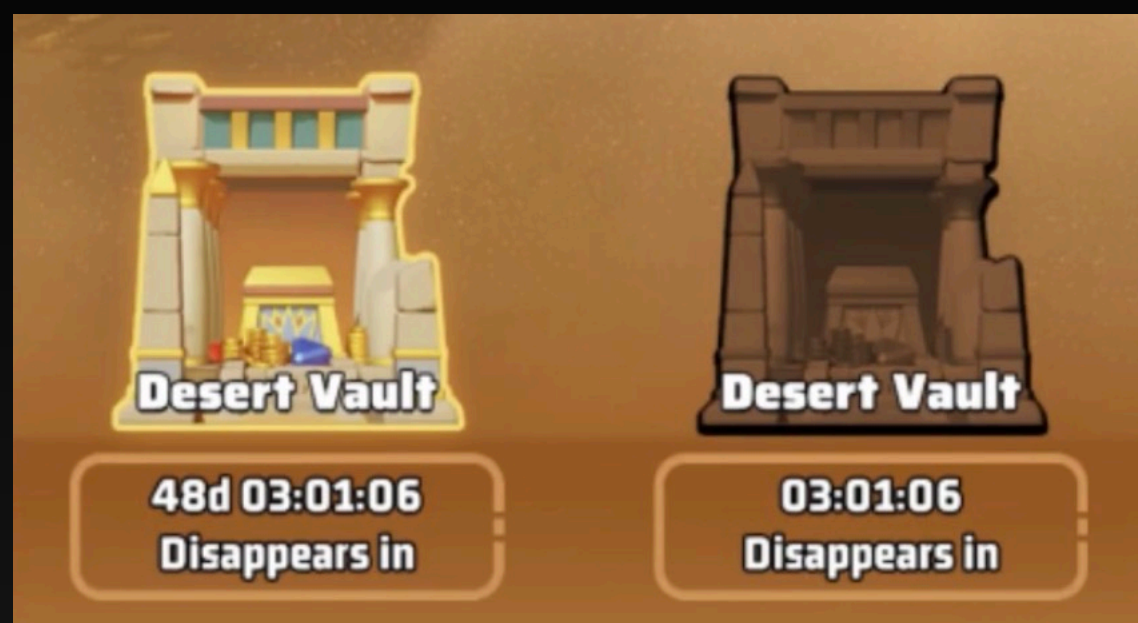 Desert Vault
48d 03:01:06
Disappears in
Desert Vault
03:01:06
Disappears in